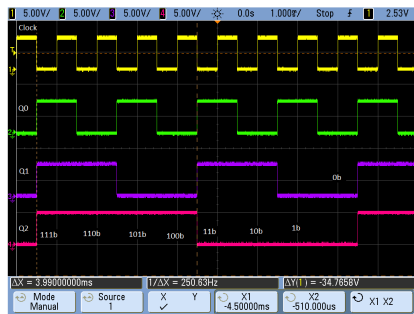 1 5.00V/ 2 5.00V/ 3 5.00V/ 4 5.00V/ 0.0s 1.000 Stop 1 2.53V
Clock
Q0
Q1
0b
Q2
111b 110b 101b 100b 11b 10b 1b
ΔX = 3.99000000ms 1/ΔX = 250.63Hz ΔY(1) = -34.7658V
Mode Source X Y X1 X2 X1 X2
Manual 1 ✓ -4.50000ms -510.000us